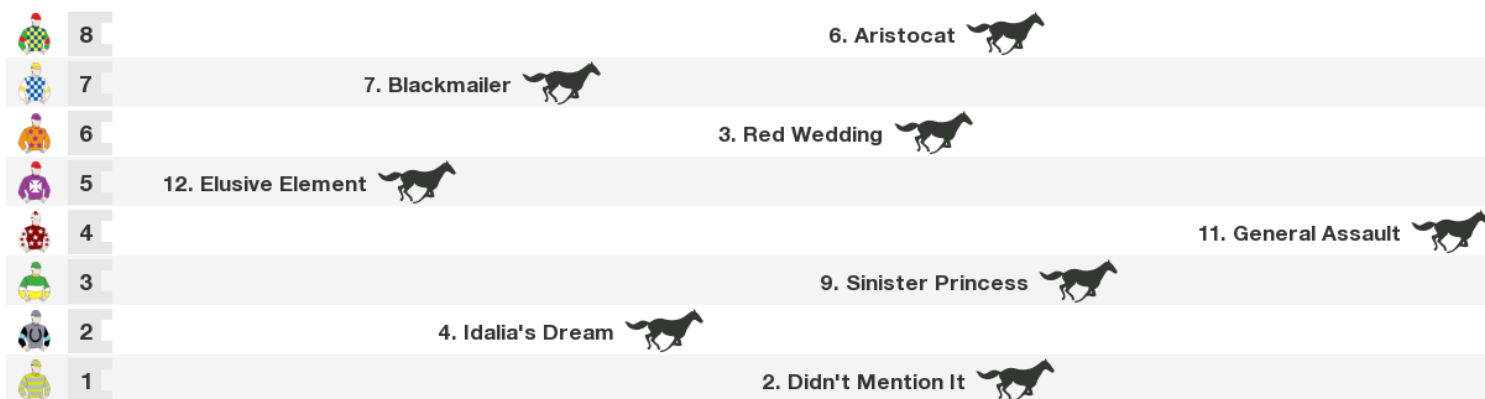 8 6. Aristocat
7 7. Blackmailer
6 3. Red Wedding
5 12. Elusive Element
4 11. General Assault
3 9. Sinister Princess
2 4. Idalia's Dream
1 2. Didn't Mention It